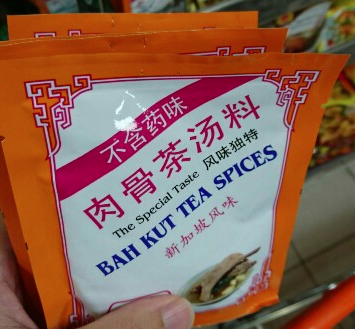 不含药味
肉骨茶汤料
The Special Taste 风味独特
BAH KUT TEA SPICES
新加坡风味